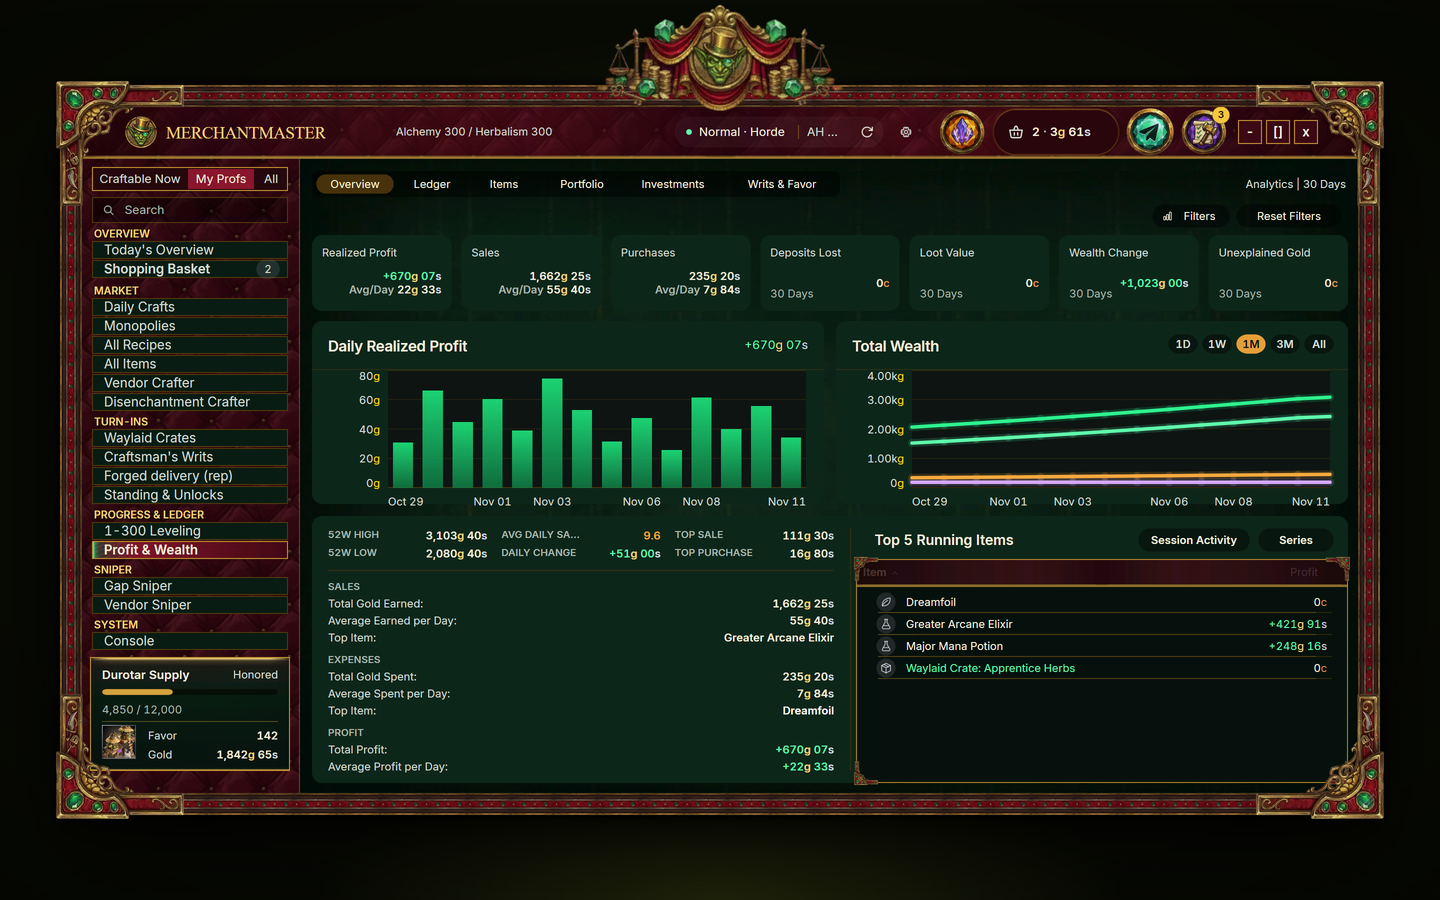 MERCHANTMASTER
Alchemy 300 / Herbalism 300
Normal · Horde
AH ...
2 · 3g 61s
3
-
[]
x
Craftable Now
My Profs
All
Search
OVERVIEW
Today's Overview
Shopping Basket
2
MARKET
Daily Crafts
Monopolies
All Recipes
All Items
Vendor Crafter
Disenchantment Crafter
TURN-INS
Waylaid Crates
Craftsman's Writs
Forged delivery (rep)
Standing & Unlocks
PROGRESS & LEDGER
1-300 Leveling
Profit & Wealth
SNIPER
Gap Sniper
Vendor Sniper
SYSTEM
Console
Durotar Supply
Honored
4,850 / 12,000
Favor
142
Gold
1,842g 65s
Overview
Ledger
Items
Portfolio
Investments
Writs & Favor
Analytics | 30 Days
Filters
Reset Filters
Realized Profit
+670g 07s
Avg/Day 22g 33s
Sales
1,662g 25s
Avg/Day 55g 40s
Purchases
235g 20s
Avg/Day 7g 84s
Deposits Lost
0c
30 Days
Loot Value
0c
30 Days
Wealth Change
+1,023g 00s
30 Days
Unexplained Gold
0c
30 Days
Daily Realized Profit
+670g 07s
80g
60g
40g
20g
0g
Oct 29
Nov 01
Nov 03
Nov 06
Nov 08
Nov 11
Total Wealth
1D
1W
1M
3M
All
4.00kg
3.00kg
2.00kg
1.00kg
0g
Oct 29
Nov 01
Nov 03
Nov 06
Nov 08
Nov 11
52W HIGH
3,103g 40s
AVG DAILY SA...
9.6
TOP SALE
111g 30s
52W LOW
2,080g 40s
DAILY CHANGE
+51g 00s
TOP PURCHASE
16g 80s
SALES
Total Gold Earned:
1,662g 25s
Average Earned per Day:
55g 40s
Top Item:
Greater Arcane Elixir
EXPENSES
Total Gold Spent:
235g 20s
Average Spent per Day:
7g 84s
Top Item:
Dreamfoil
PROFIT
Total Profit:
+670g 07s
Average Profit per Day:
+22g 33s
Top 5 Running Items
Session Activity
Series
Item
Profit
Dreamfoil
0c
Greater Arcane Elixir
+421g 91s
Major Mana Potion
+248g 16s
Waylaid Crate: Apprentice Herbs
0c